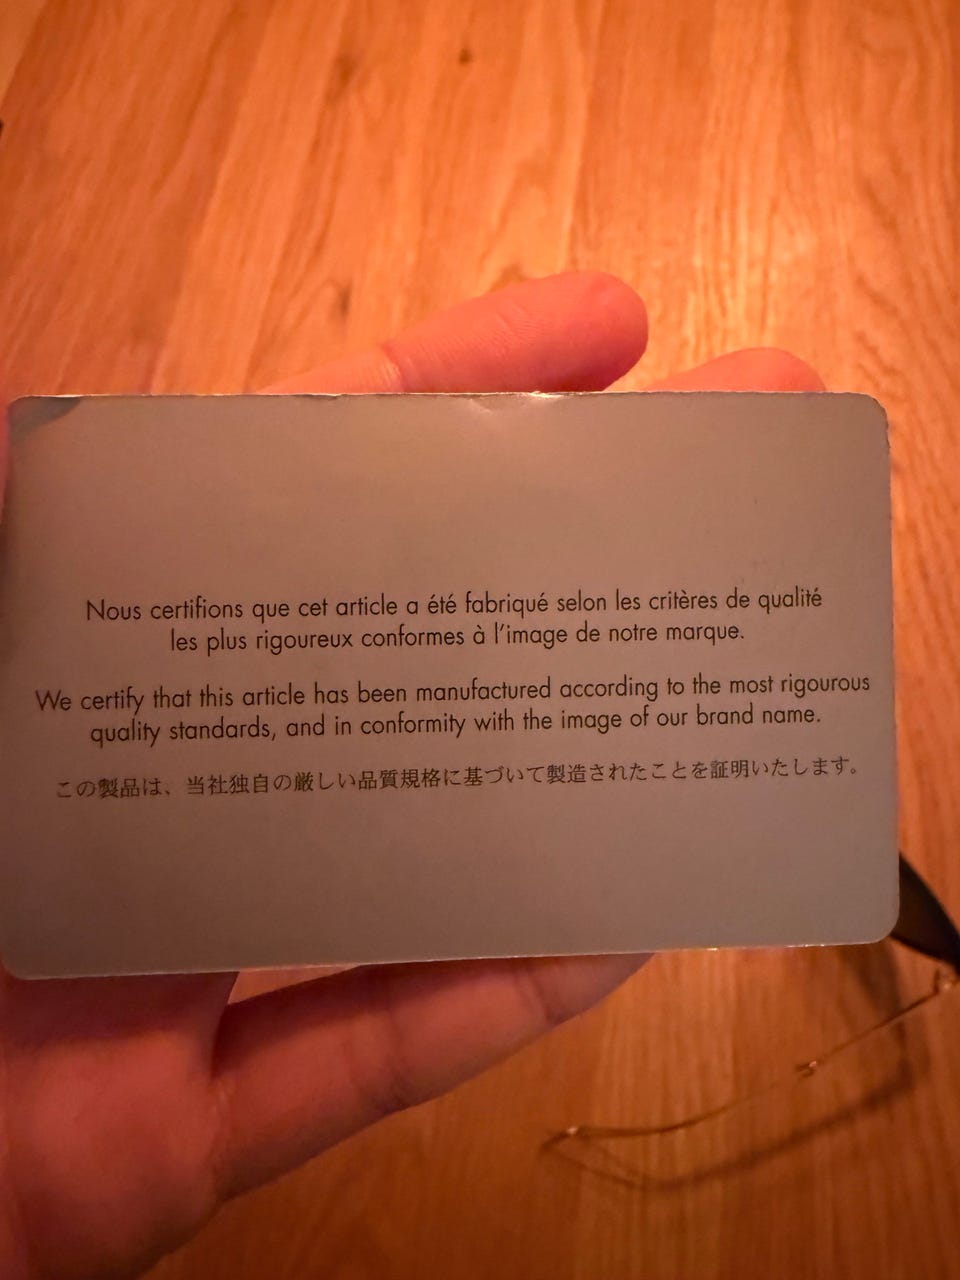 Nous certifions que cet article a été fabriqué selon les critères de qualité
les plus rigoureux conformes à l'image de notre marque.
We certify that this article has been manufactured according to the most rigourous
quality standards, and in conformity with the image of our brand name.
この製品は、当社独自の厳しい品質規格に基づいて製造されたことを証明いたします。